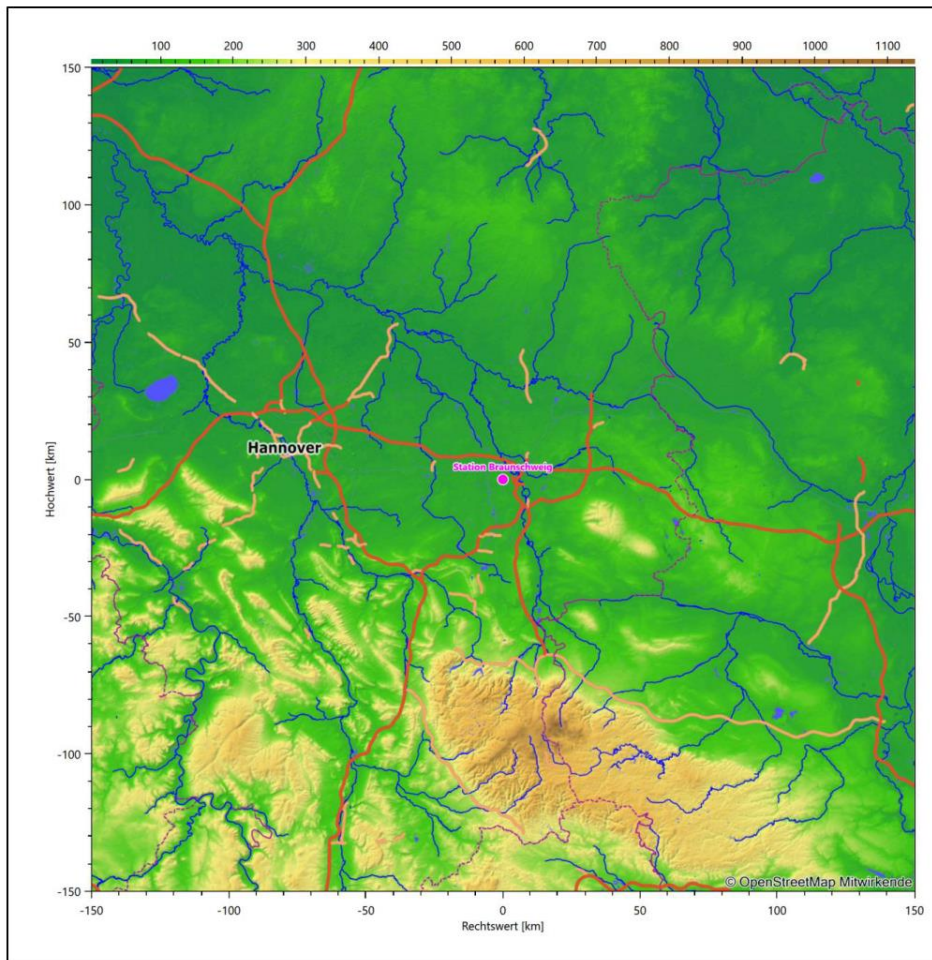 100 200 300 400 500 600 700 800 900 1000 1100
150
100
50
0
-50
-100
-150
Hochwert [km]
Hannover
Station Braunschweig
© OpenStreetMap Mitwirkende
-150 -100 -50 0 50 100 150
Rechtswert [km]